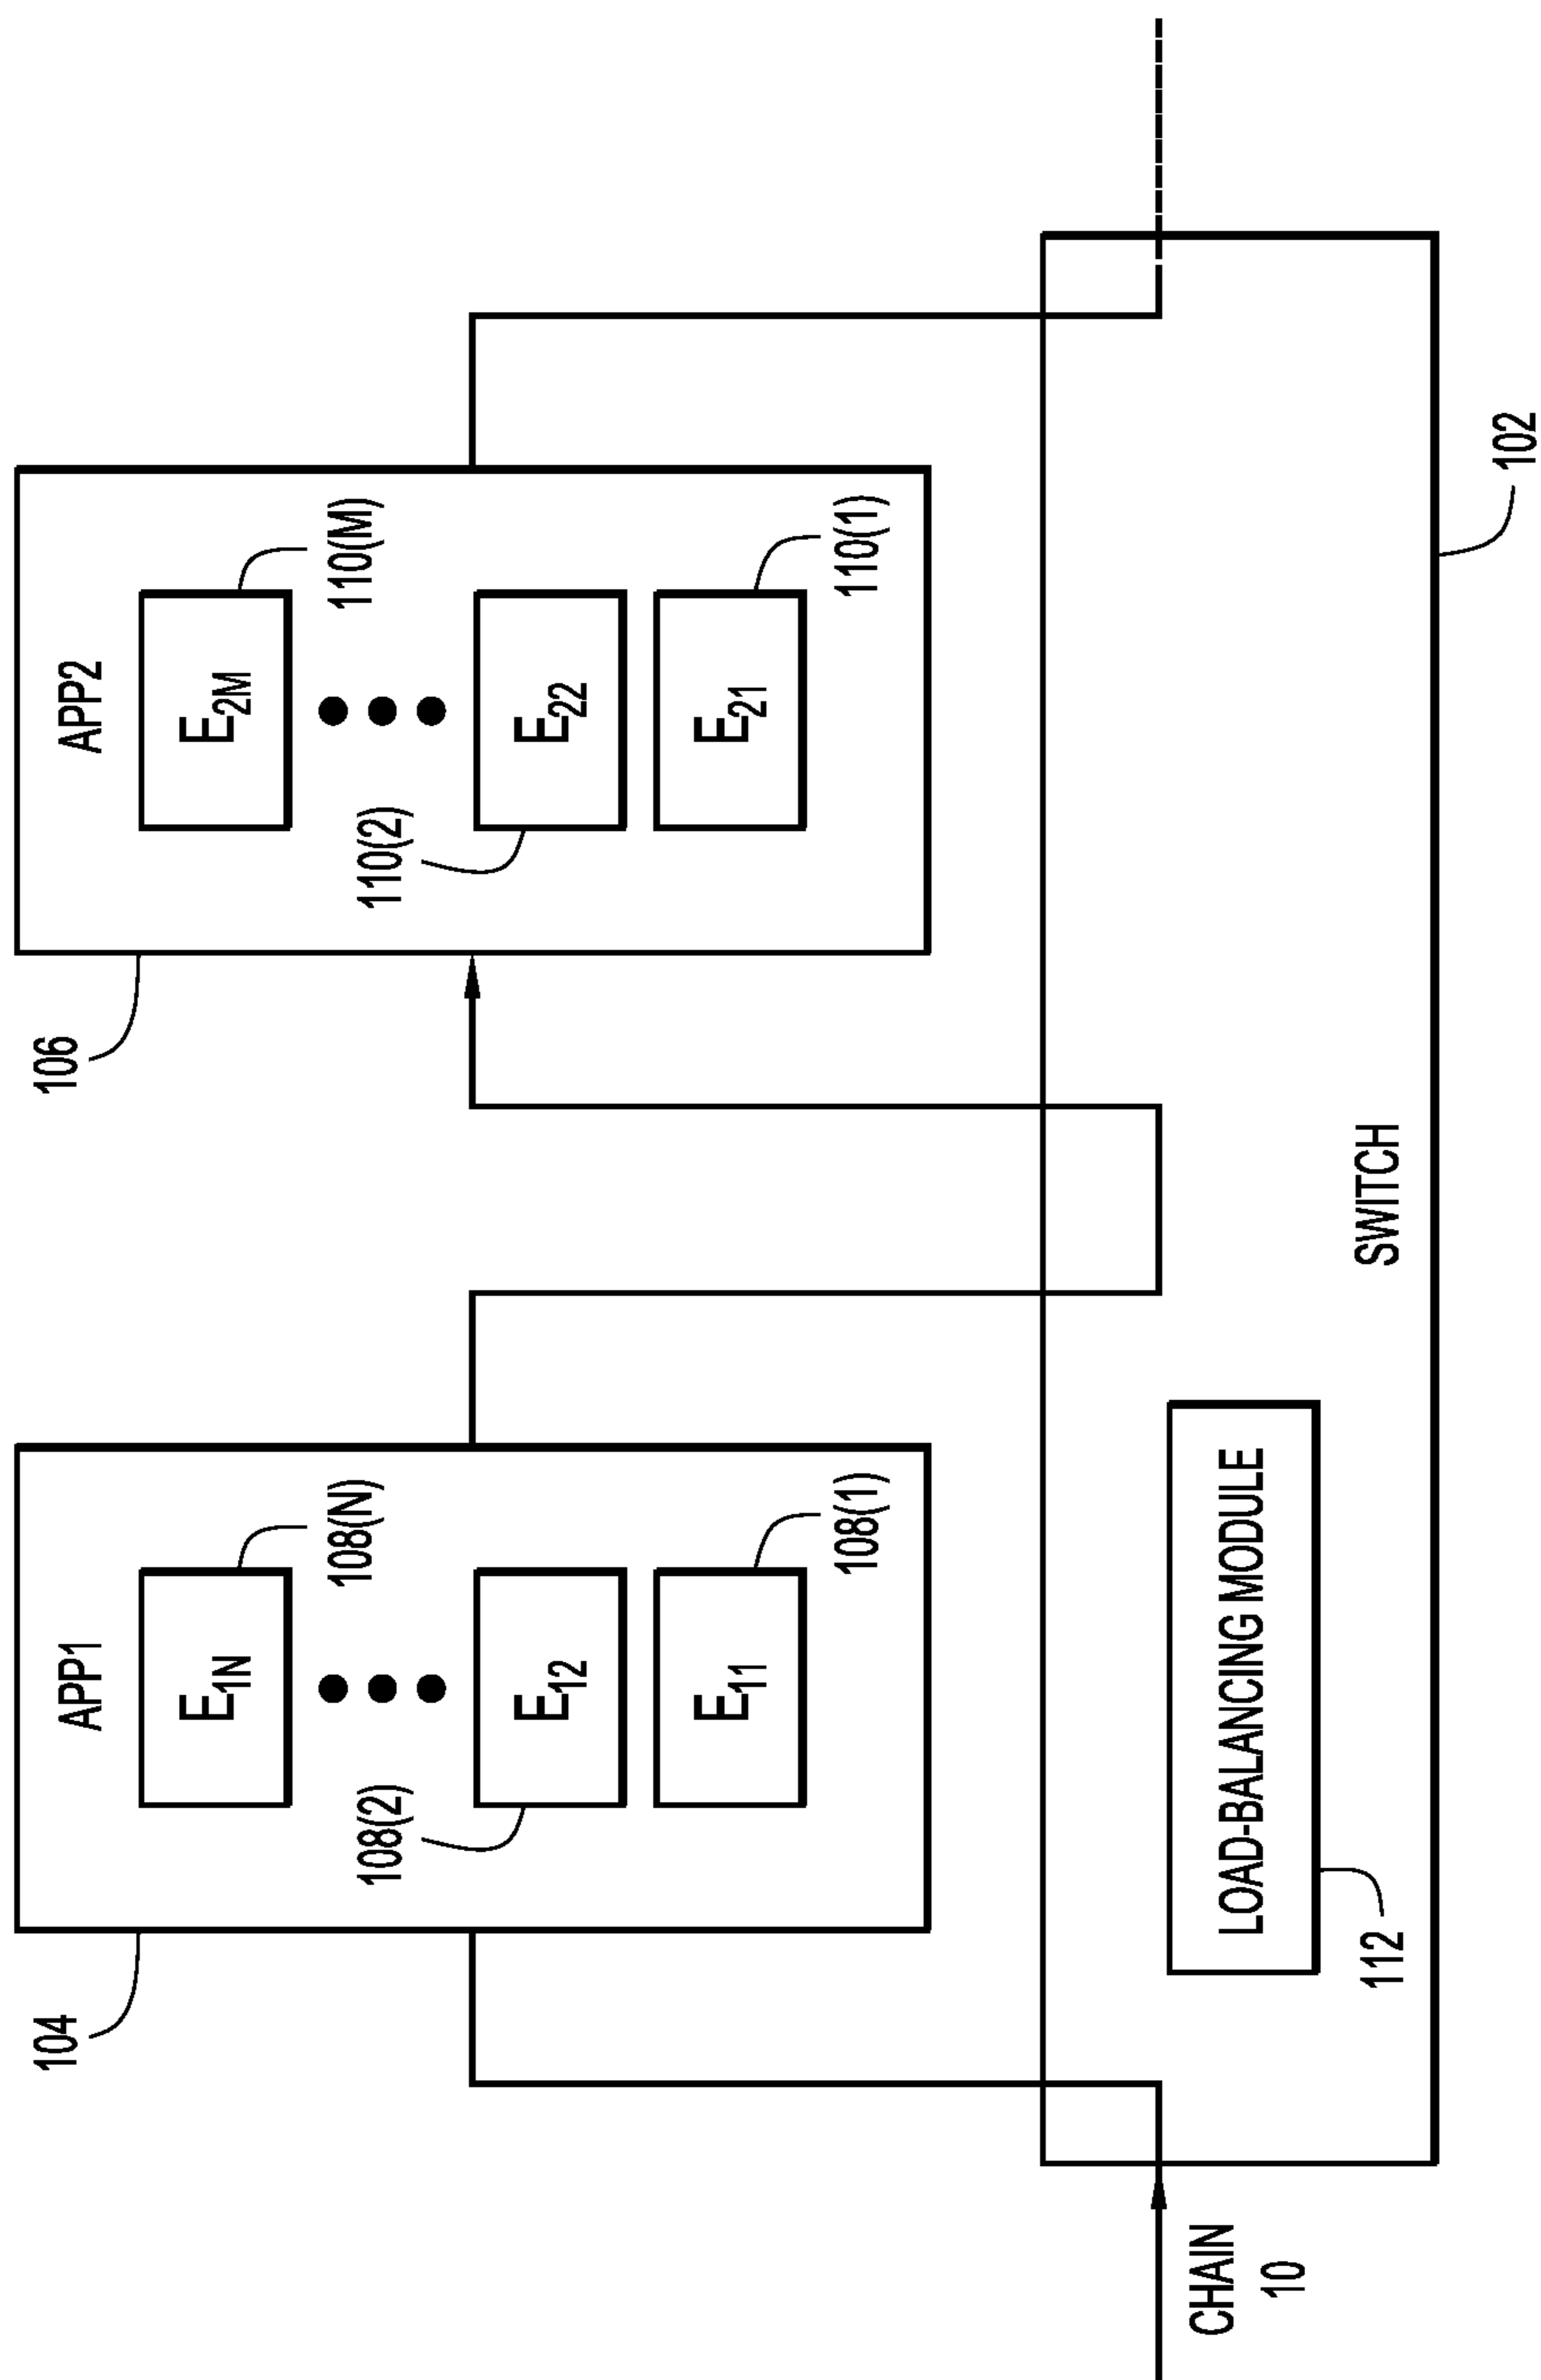 104
APP1
E1N
108(N)
108(2)
E12
E11
108(1)
106
APP2
E2M
110(M)
110(2)
E22
E21
110(1)
CHAIN
10
LOAD-BALANCING MODULE
112
SWITCH
102